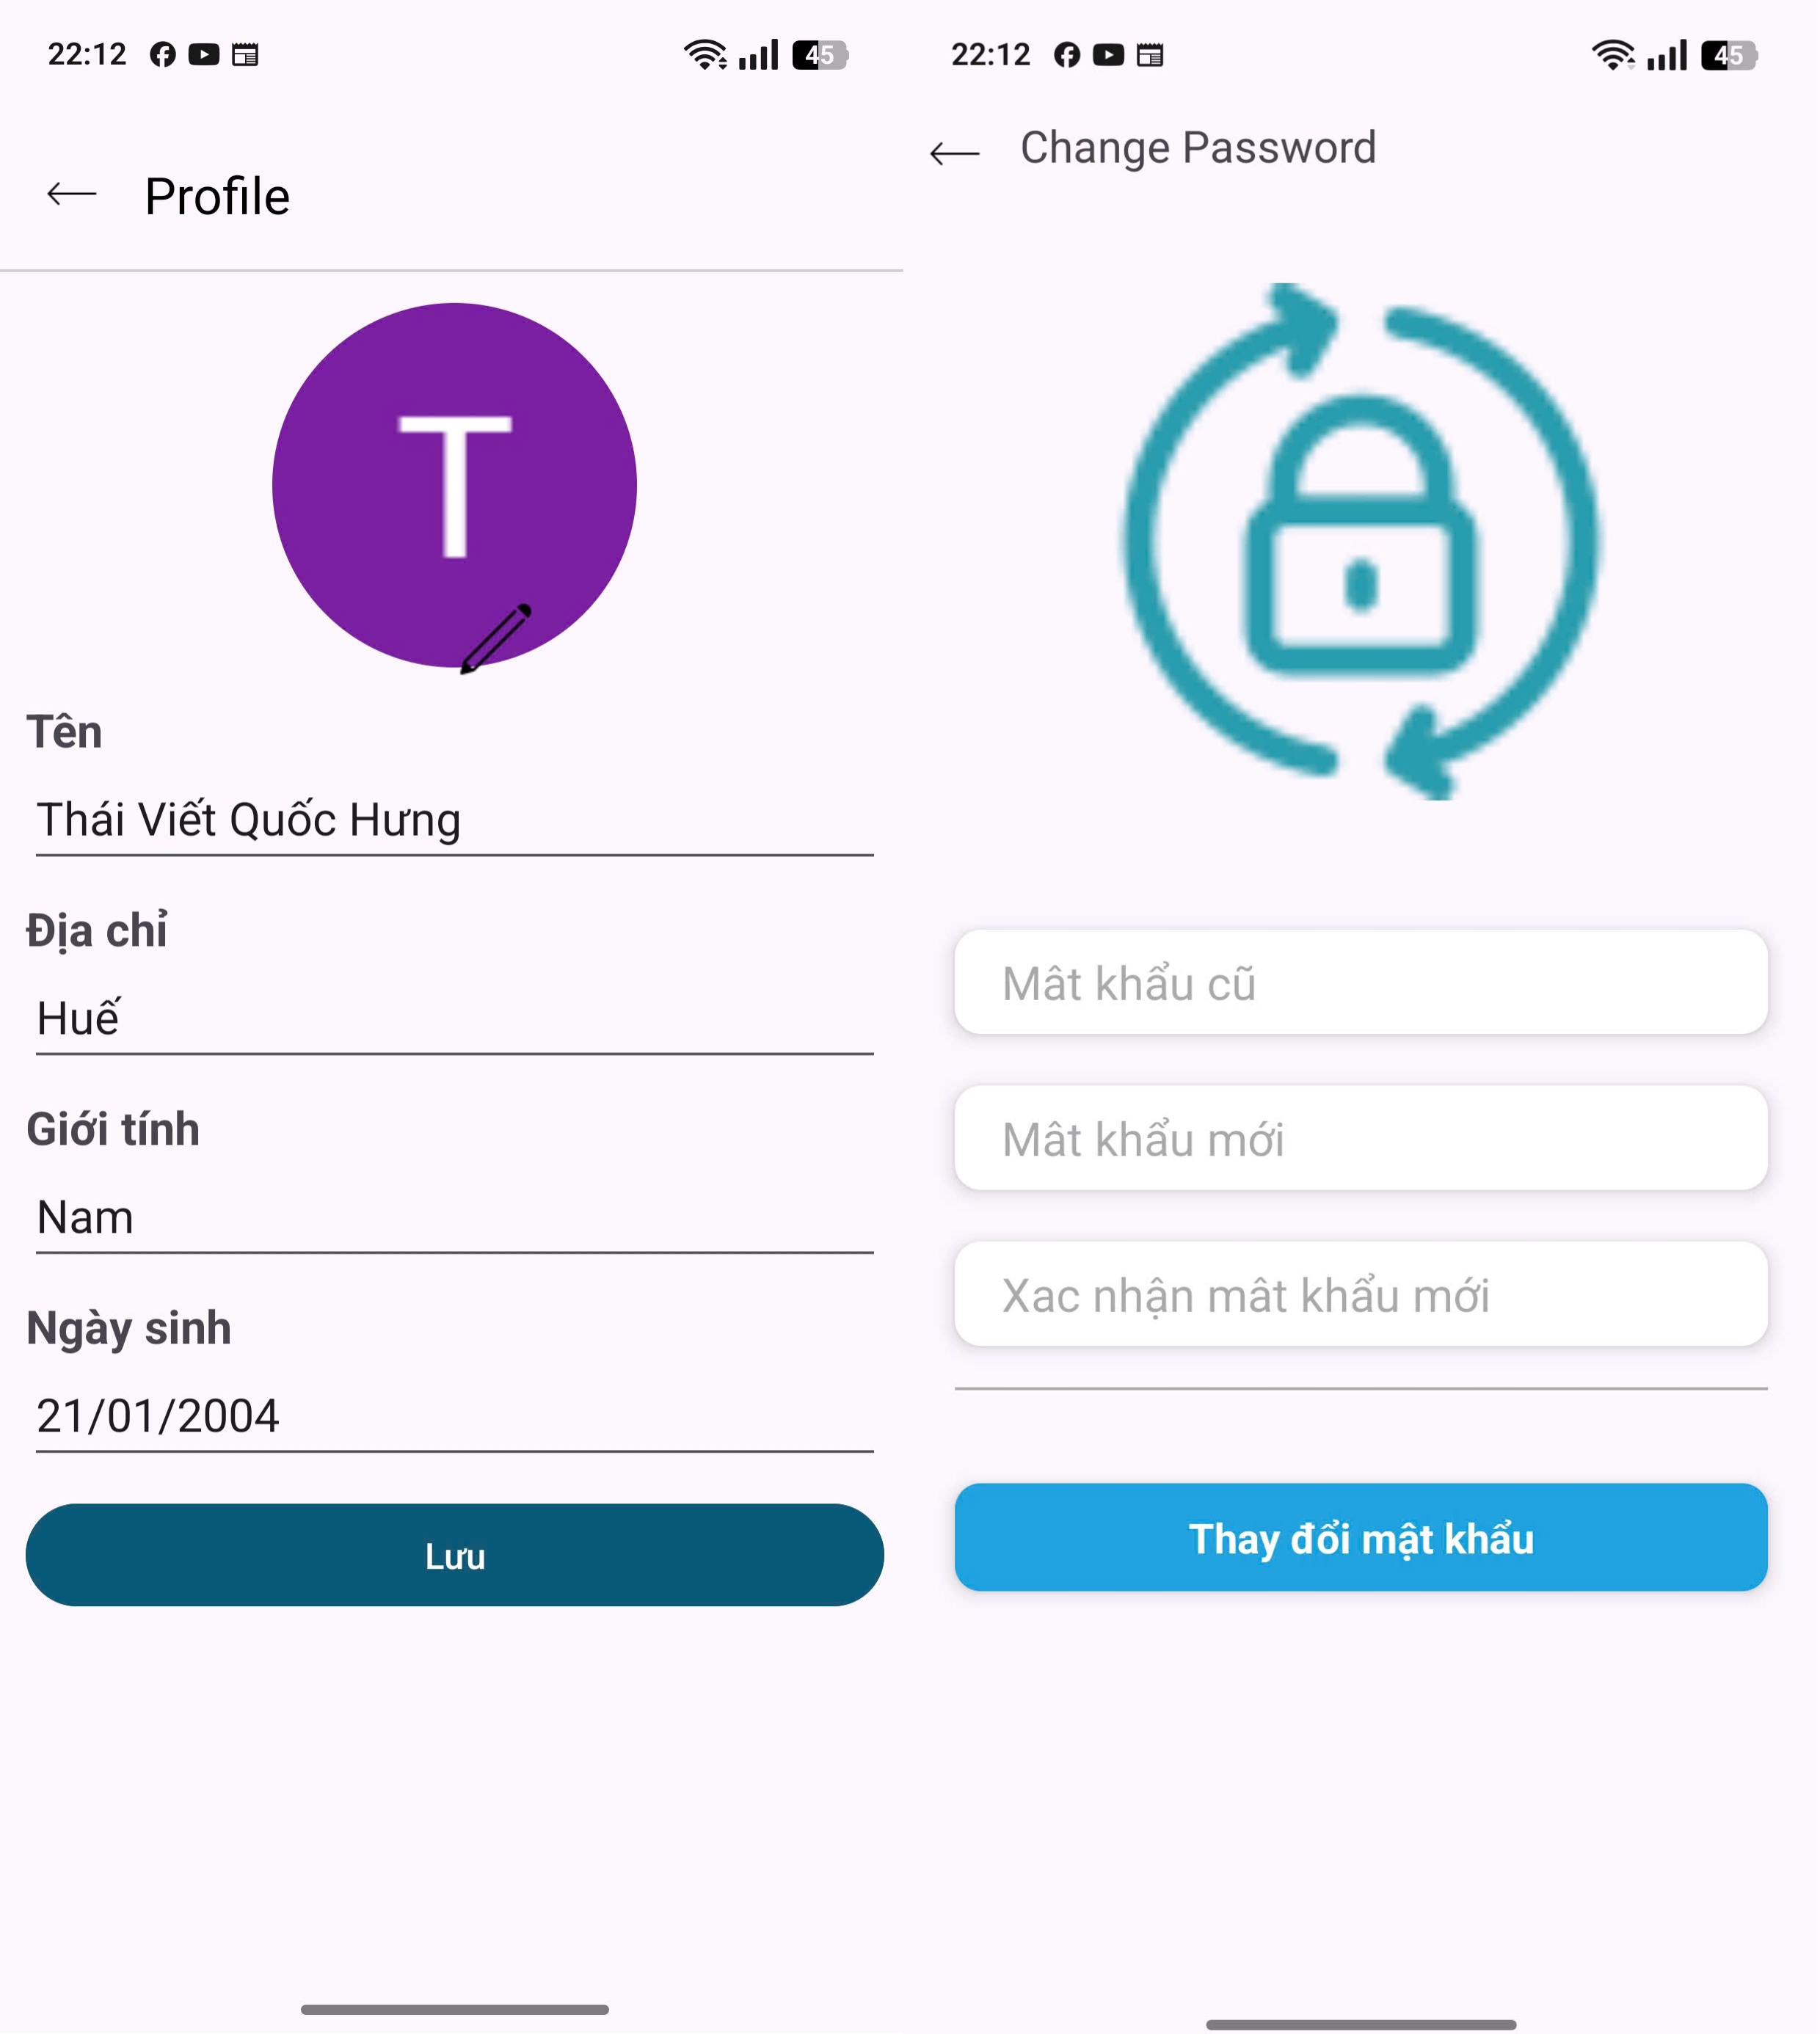 22:12
45
Profile
T
Tên
Thái Viết Quốc Hưng
Địa chỉ
Huế
Giới tính
Nam
Ngày sinh
21/01/2004
Lưu
22:12
45
Change Password
Mât khẩu cũ
Mât khẩu mới
Xac nhận mât khẩu mới
Thay đổi mật khẩu